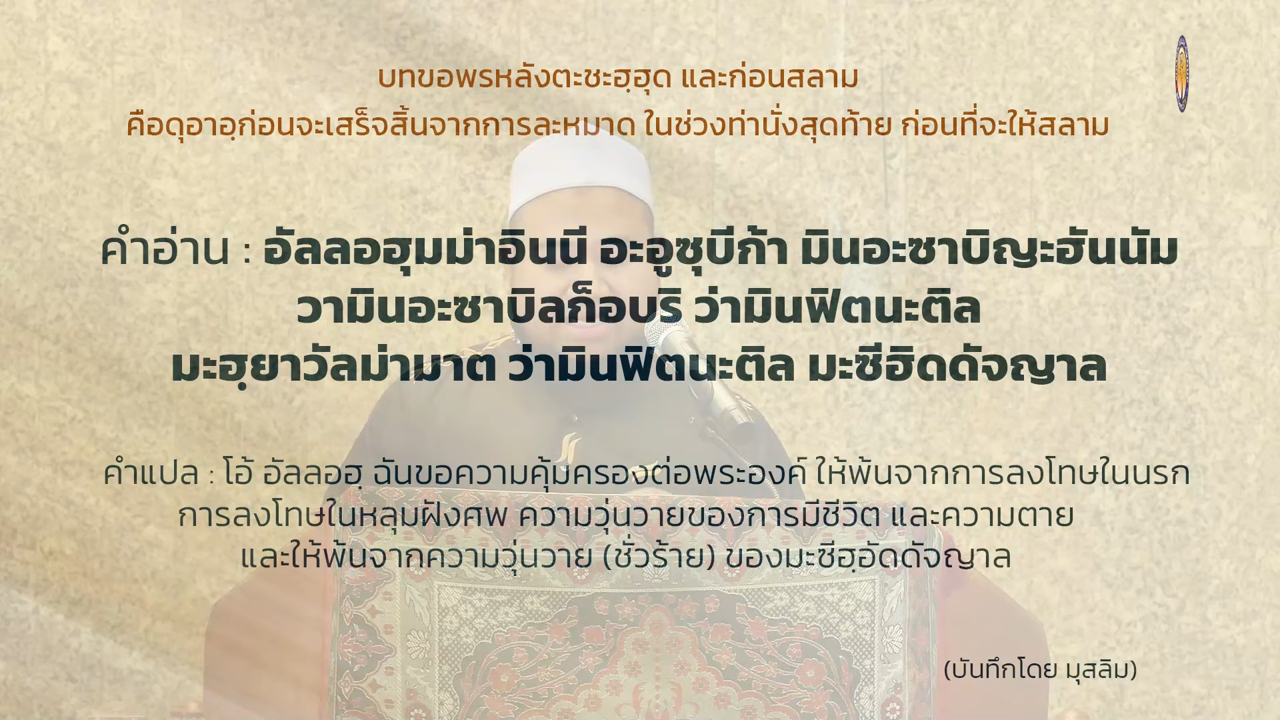 บทขอพรหลังตะชะฮฺฮุด และก่อนสลาม
คือดุอาอฺก่อนจะเสร็จสิ้นจากการละหมาด ในช่วงท่านั่งสุดท้าย ก่อนที่จะให้สลาม
คำอ่าน : อัลลอฮุมม่าอินนี อะอูซุบีก้า มินอะซาบิญะฮันนัม
วามินอะซาบิลก็อบริ ว่ามินฟิตนะติล
มะฮฺยาวัลม่ามาต ว่ามินฟิตนะติล มะซีฮิดดัจญาล
คำแปล : โอ้ อัลลอฮฺ ฉันขอความคุ้มครองต่อพระองค์ ให้พ้นจากการลงโทษในนรก
การลงโทษในหลุมฝังศพ ความวุ่นวายของการมีชีวิต และความตาย
และให้พ้นจากความวุ่นวาย (ชั่วร้าย) ของมะซีฮฺอัดดัจญาล
(บันทึกโดย มุสลิม)